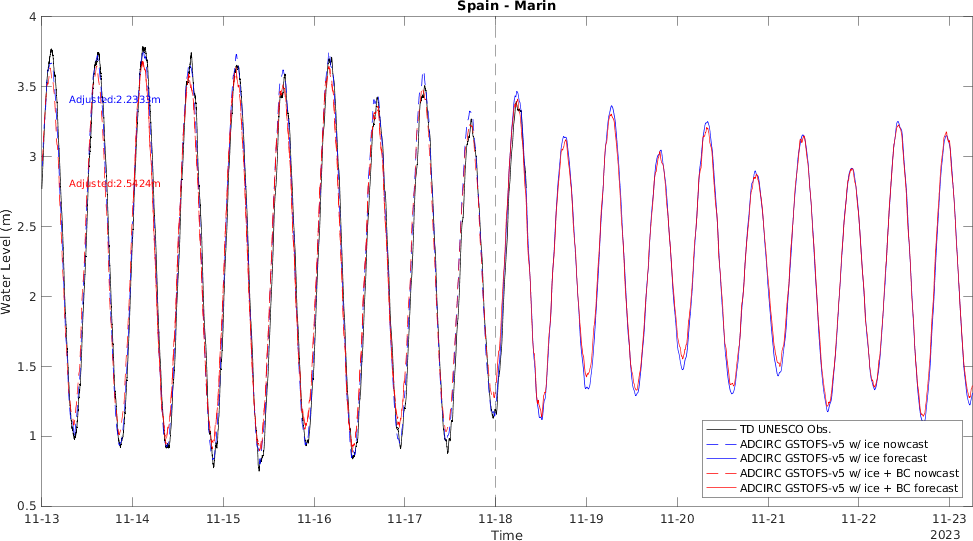 Spain - Marin
4
3.5
3
2.5
2
1.5
1
0.5
Water Level (m)
Adjusted:2.2333m
Adjusted:2.5424m
TD UNESCO Obs.
ADCIRC GSTOFS-v5 w/ ice nowcast
ADCIRC GSTOFS-v5 w/ ice forecast
ADCIRC GSTOFS-v5 w/ ice + BC nowcast
ADCIRC GSTOFS-v5 w/ ice + BC forecast
11-13 11-14 11-15 11-16 11-17 11-18 11-19 11-20 11-21 11-22 11-23
2023
Time